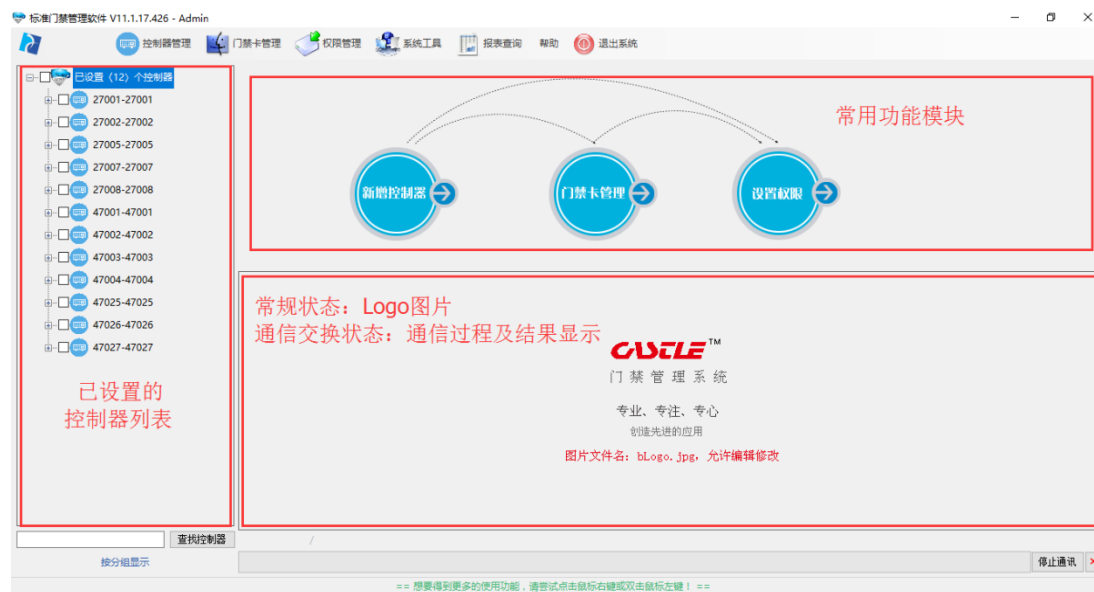 标准门禁管理软件 V11.1.17.426 - Admin
控制器管理 门禁卡管理 权限管理 系统工具 报表查询 帮助 退出系统
已设置（12）个控制器
27001-27001
27002-27002
27005-27005
27007-27007
27008-27008
47001-47001
47002-47002
47003-47003
47004-47004
47025-47025
47026-47026
47027-47027
已设置的
控制器列表
查找控制器
按分组显示
常用功能模块
新增控制器
门禁卡管理
设置权限
常规状态：Logo图片
通信交换状态：通信过程及结果显示
CASTLE™
门禁管理系统
专业、专注、专心
创造先进的应用
图片文件名：bLogo.jpg，允许编辑修改
/
停止通讯
== 想要得到更多的使用功能，请尝试点击鼠标右键或双击鼠标左键！ ==